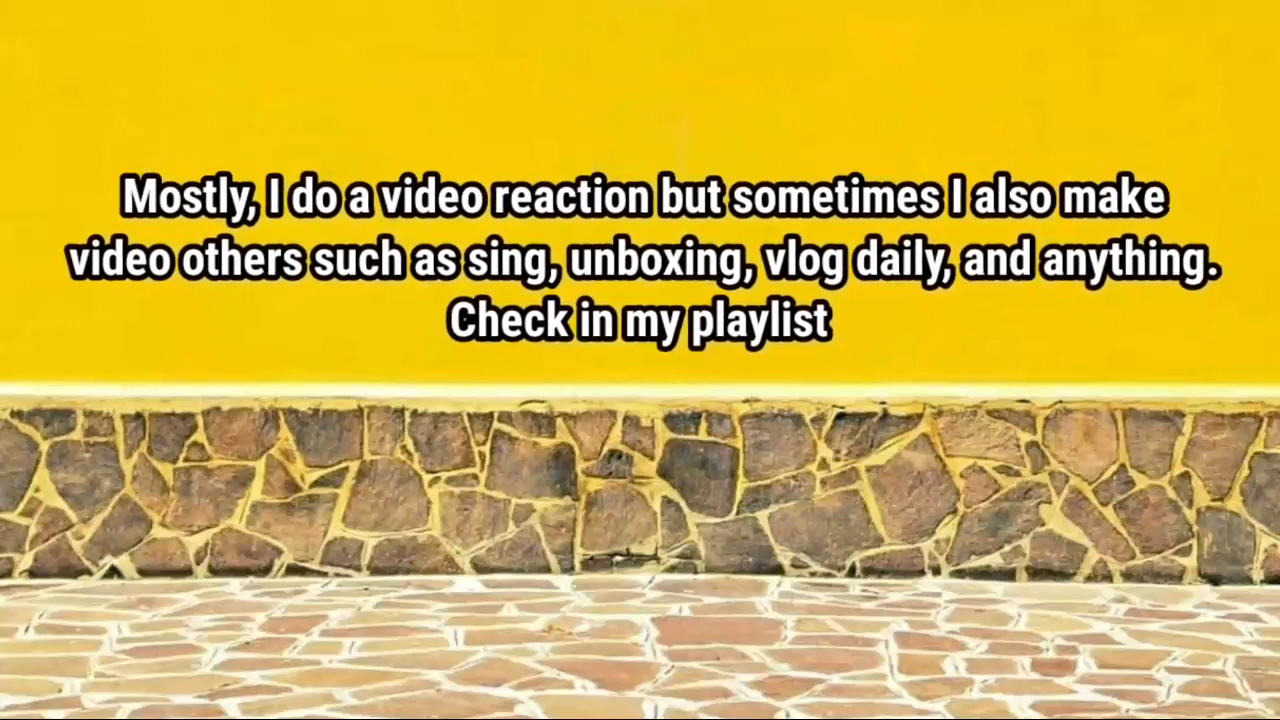 Mostly, I do a video reaction but sometimes I also make
video others such as sing, unboxing, vlog daily, and anything.
Check in my playlist